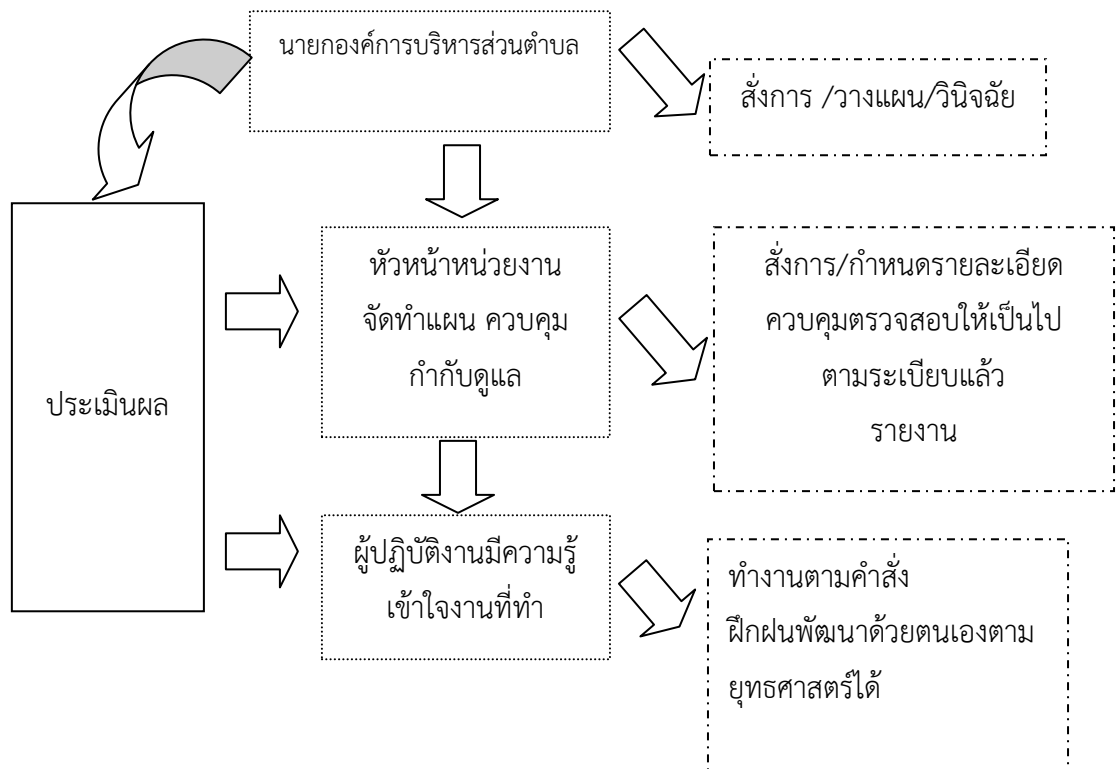 นายกองค์การบริหารส่วนตำบล
สั่งการ /วางแผน/วินิจฉัย
หัวหน้าหน่วยงาน
จัดทำแผน ควบคุม
กำกับดูแล
สั่งการ/กำหนดรายละเอียด
ควบคุมตรวจสอบให้เป็นไป
ตามระเบียบแล้ว
รายงาน
ประเมินผล
ผู้ปฏิบัติงานมีความรู้
เข้าใจงานที่ทำ
ทำงานตามคำสั่ง
ฝึกฝนพัฒนาด้วยตนเองตาม
ยุทธศาสตร์ได้